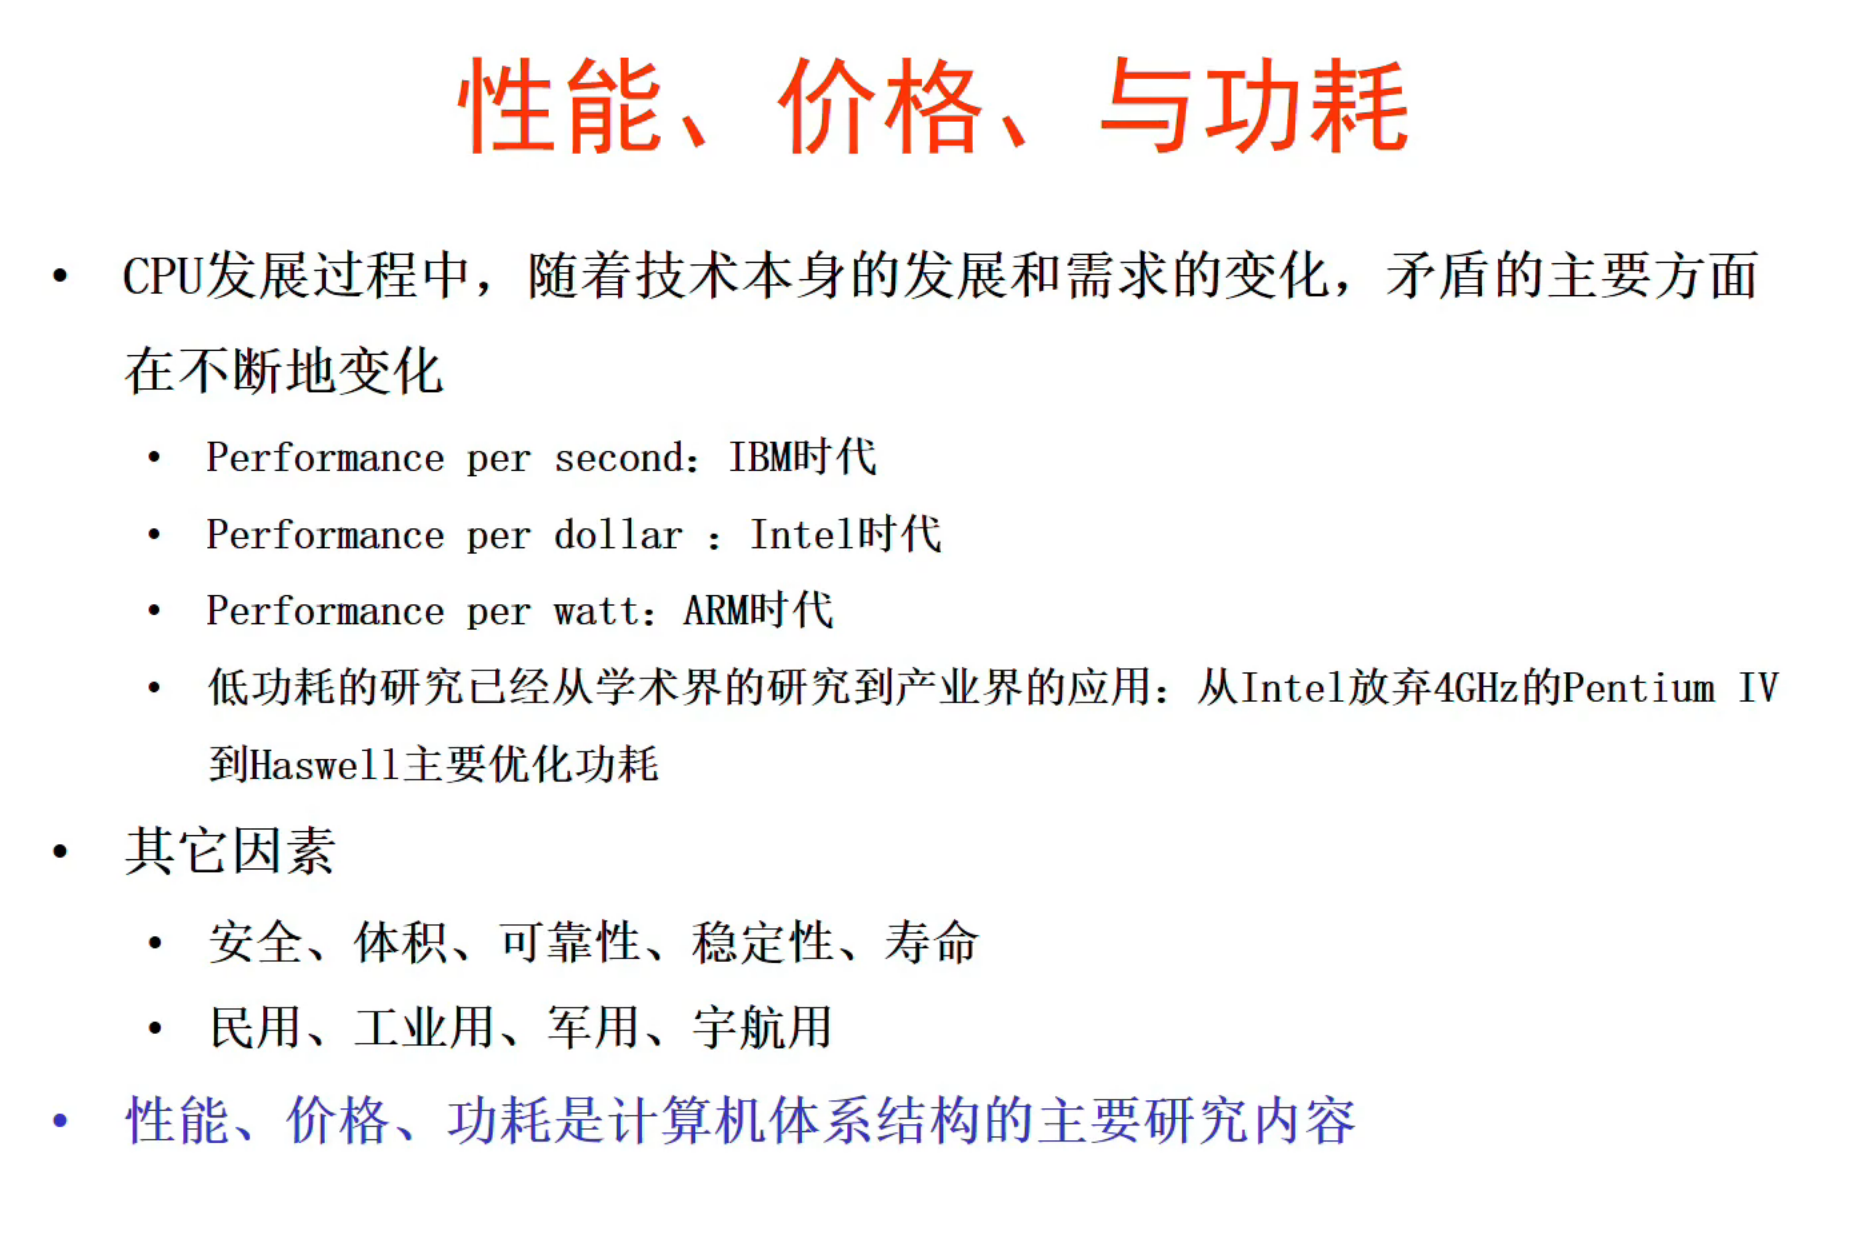 性能、价格、与功耗
• CPU发展过程中，随着技术本身的发展和需求的变化，矛盾的主要方面
在不断地变化
• Performance per second：IBM时代
• Performance per dollar ：Intel时代
• Performance per watt：ARM时代
• 低功耗的研究已经从学术界的研究到产业界的应用：从Intel放弃4GHz的Pentium IV
到Haswell主要优化功耗
• 其它因素
• 安全、体积、可靠性、稳定性、寿命
• 民用、工业用、军用、宇航用
• 性能、价格、功耗是计算机体系结构的主要研究内容